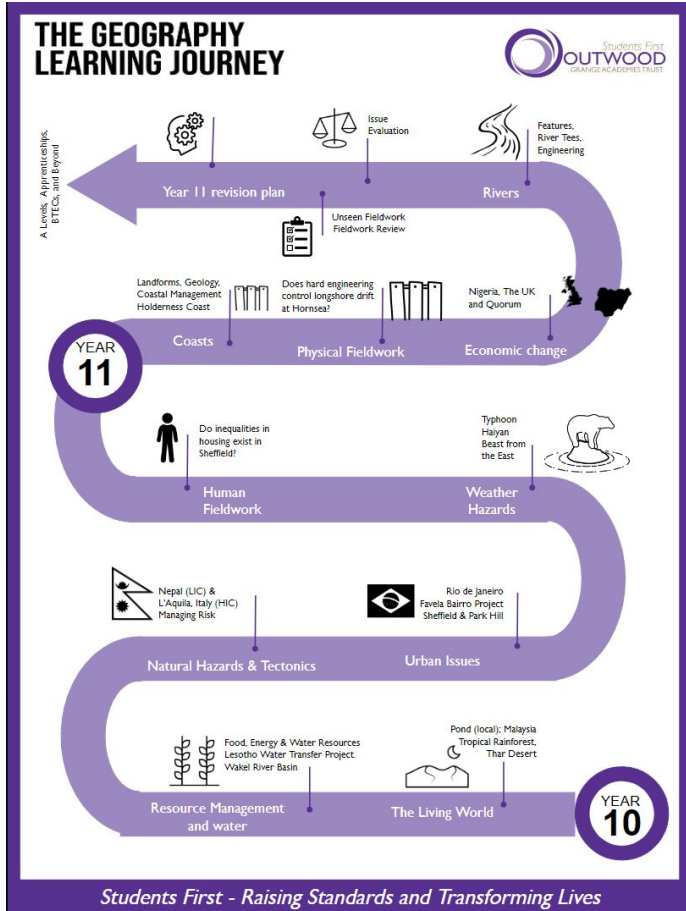 THE GEOGRAPHY
LEARNING JOURNEY
Students First
OUTWOOD
GRANGE ACADEMIES TRUST
A Levels, Apprenticeships,
BTECs, and Beyond
Issue
Evaluation
Features,
River Tees,
Engineering
Year 11 revision plan
Rivers
Unseen Fieldwork
Fieldwork Review
Landforms, Geology,
Coastal Management
Holderness Coast
Does hard engineering
control longshore drift
at Hornsea?
Nigeria, The UK
and Quorum
YEAR
11
Coasts
Physical Fieldwork
Economic change
Do inequalities in
housing exist in
Sheffield?
Typhoon
Haiyan
Beast from
the East
Human
Fieldwork
Weather
Hazards
Nepal (LIC) &
L'Aquila, Italy (HIC)
Managing Risk
Rio de Janeiro
Favela Bairro Project
Sheffield & Park Hill
Natural Hazards & Tectonics
Urban Issues
Food, Energy & Water Resources
Lesotho Water Transfer Project.
Wakel River Basin
Pond (local); Malaysia
Tropical Rainforest,
Thar Desert
Resource Management
and water
The Living World
YEAR
10
Students First - Raising Standards and Transforming Lives